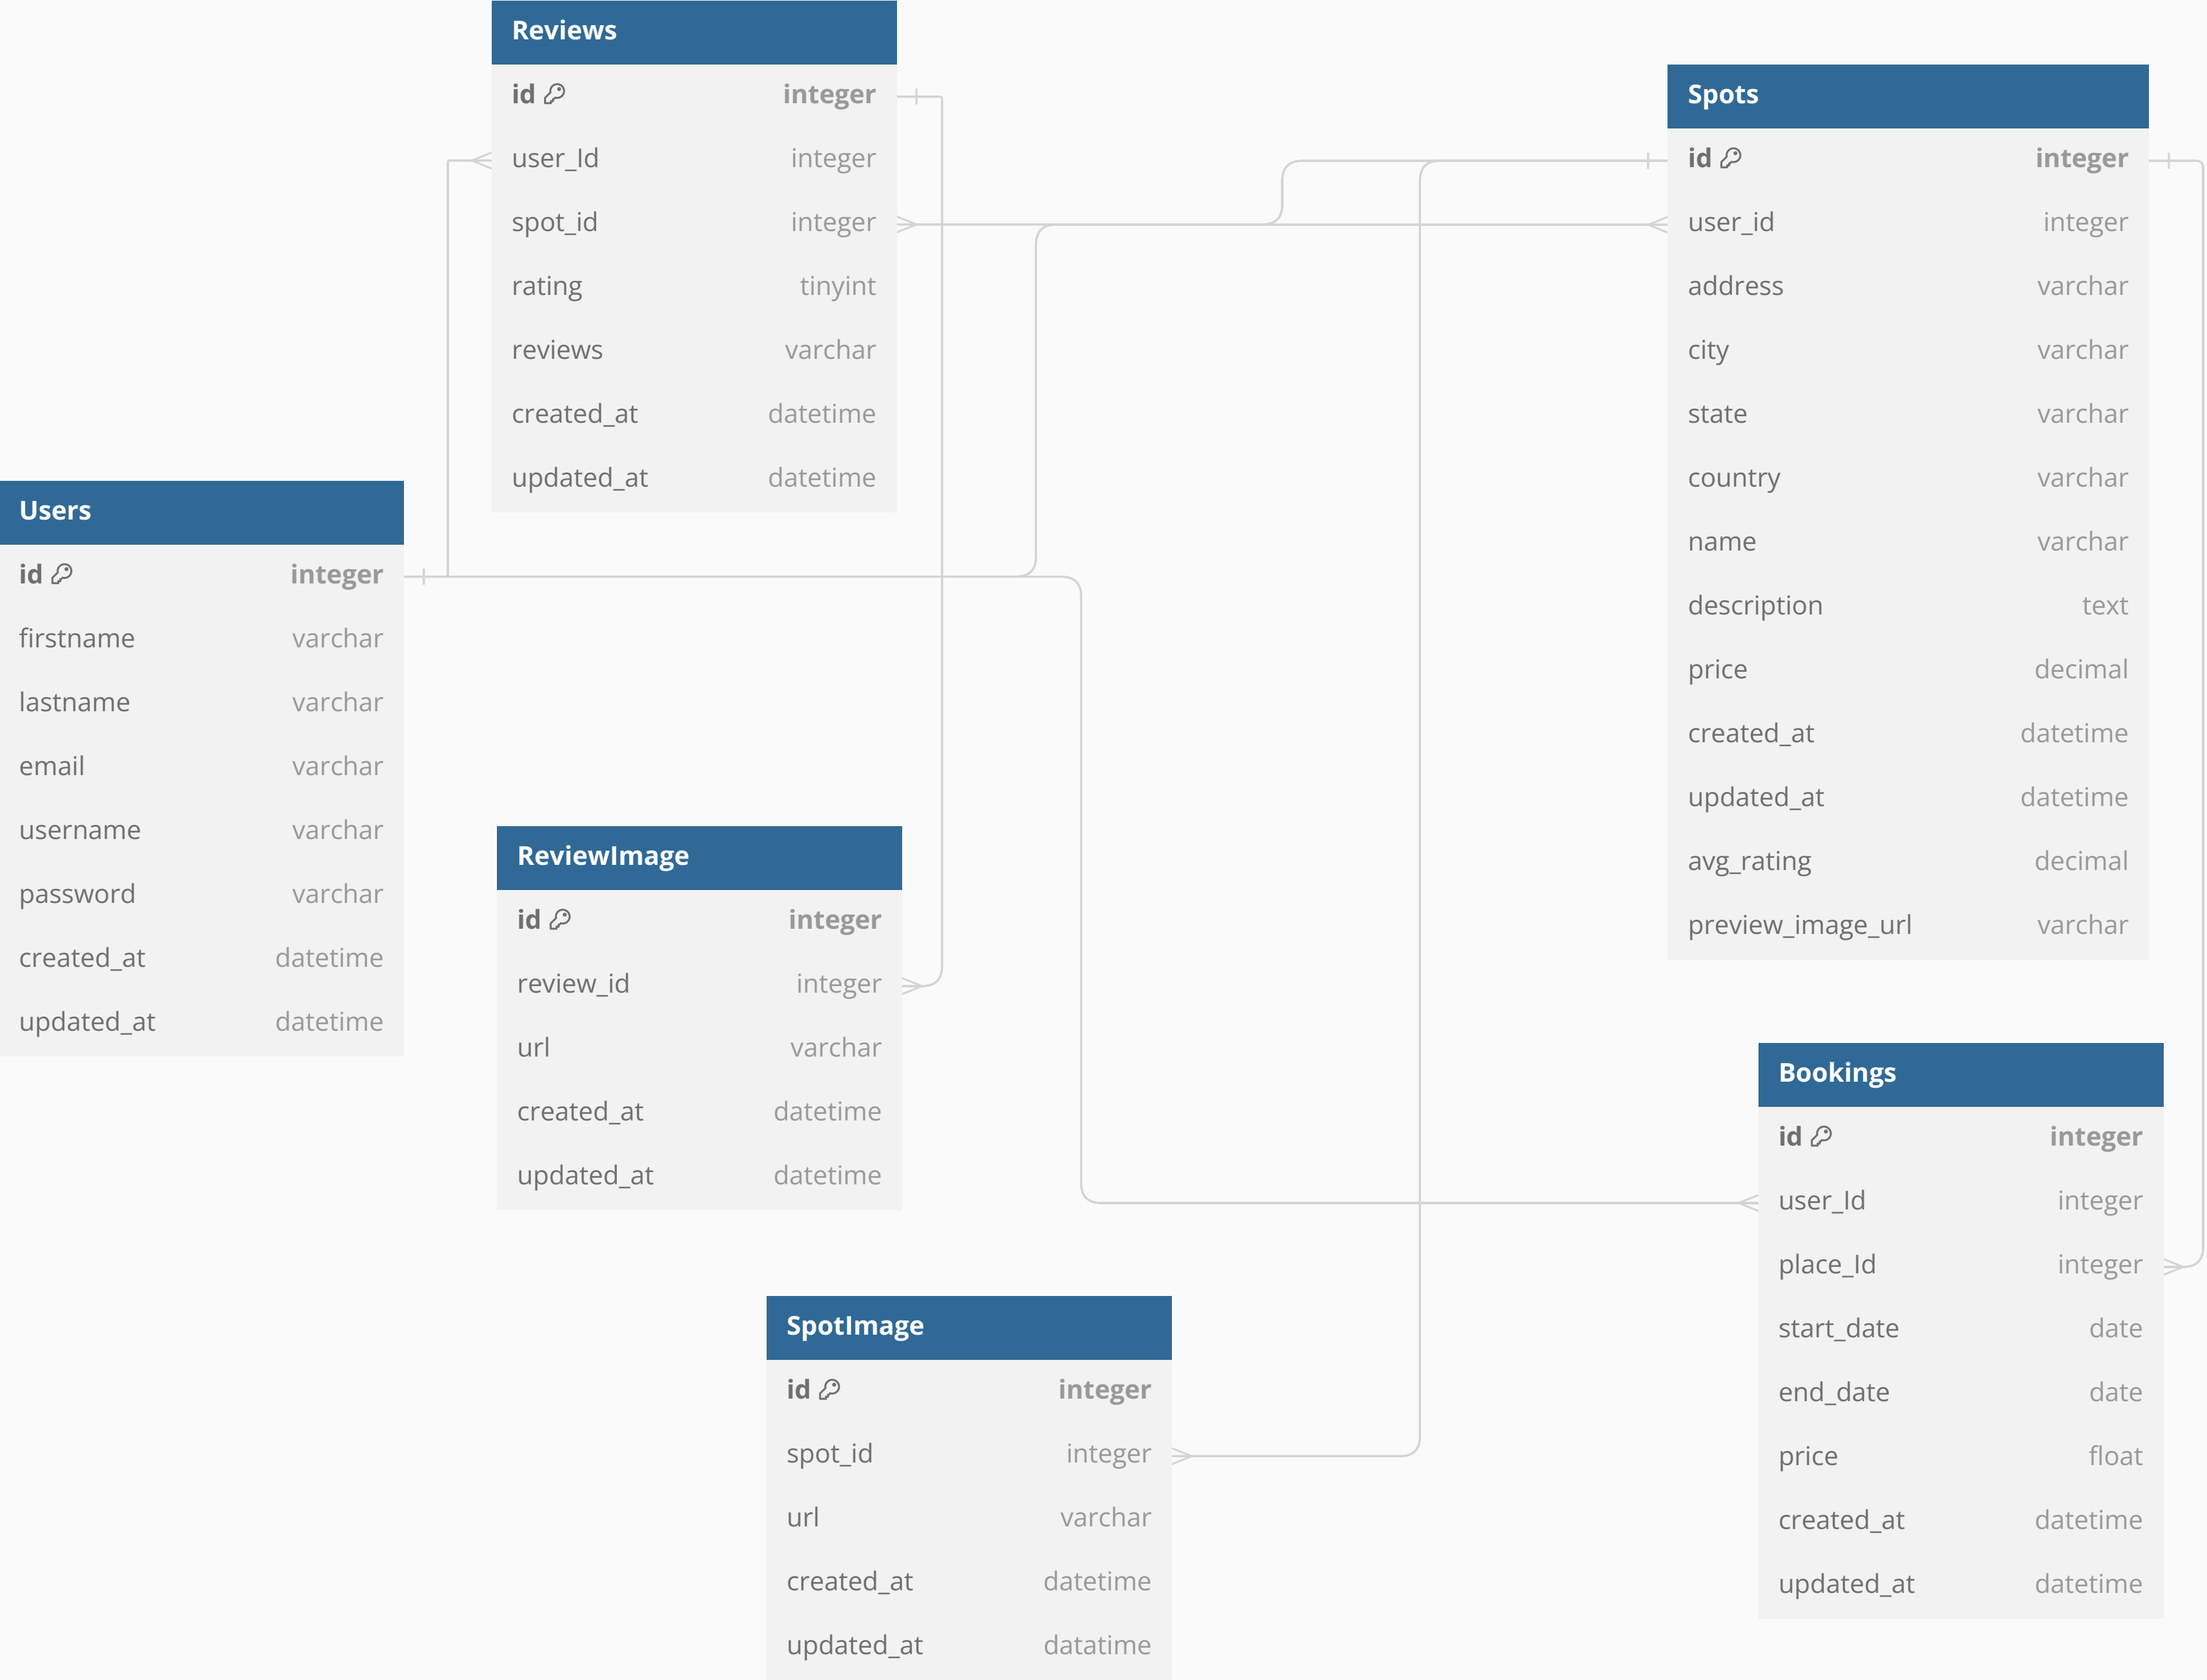 Reviews
id integer
user_Id integer
spot_id integer
rating tinyint
reviews varchar
created_at datetime
updated_at datetime
Spots
id integer
user_id integer
address varchar
city varchar
state varchar
country varchar
name varchar
description text
price decimal
created_at datetime
updated_at datetime
avg_rating decimal
preview_image_url varchar
Users
id integer
firstname varchar
lastname varchar
email varchar
username varchar
password varchar
created_at datetime
updated_at datetime
ReviewImage
id integer
review_id integer
url varchar
created_at datetime
updated_at datetime
Bookings
id integer
user_Id integer
place_Id integer
start_date date
end_date date
price float
created_at datetime
updated_at datetime
SpotImage
id integer
spot_id integer
url varchar
created_at datetime
updated_at datatime